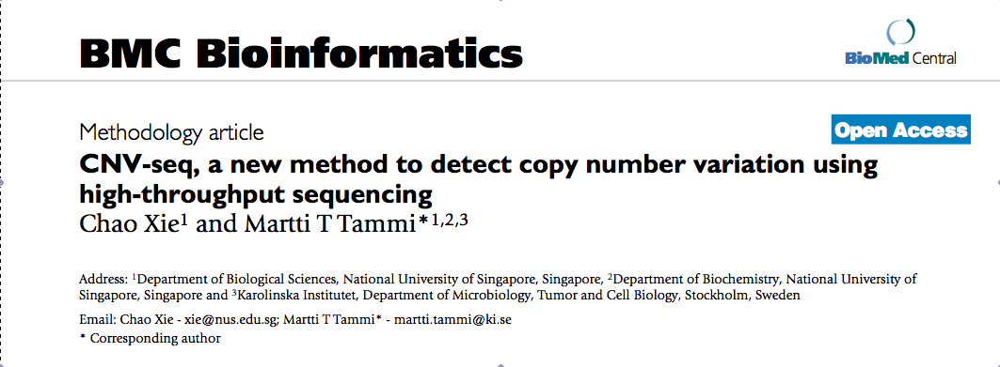 BMC Bioinformatics
BioMed Central
Methodology article
Open Access
CNV-seq, a new method to detect copy number variation using
high-throughput sequencing
Chao Xie¹ and Martti T Tammi*¹,²,³
Address: ¹Department of Biological Sciences, National University of Singapore, Singapore, ²Department of Biochemistry, National University of
Singapore, Singapore and ³Karolinska Institutet, Department of Microbiology, Tumor and Cell Biology, Stockholm, Sweden
Email: Chao Xie - xie@nus.edu.sg; Martti T Tammi* - martti.tammi@ki.se
* Corresponding author